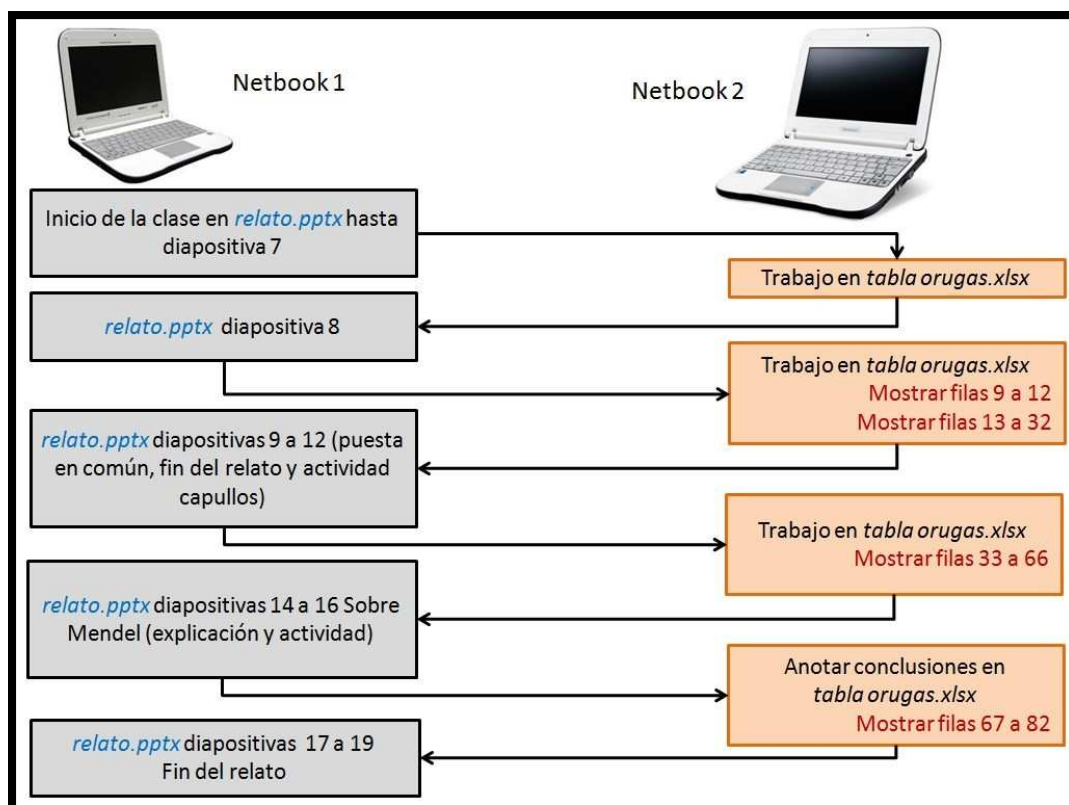 Netbook 1
Netbook 2
Inicio de la clase en relato.pptx hasta
diapositiva 7
Trabajo en tabla orugas.xlsx
relato.pptx diapositiva 8
Trabajo en tabla orugas.xlsx
Mostrar filas 9 a 12
Mostrar filas 13 a 32
relato.pptx diapositivas 9 a 12 (puesta
en común, fin del relato y actividad
capullos)
Trabajo en tabla orugas.xlsx
Mostrar filas 33 a 66
relato.pptx diapositivas 14 a 16 Sobre
Mendel (explicación y actividad)
Anotar conclusiones en
tabla orugas.xlsx
Mostrar filas 67 a 82
relato.pptx diapositivas 17 a 19
Fin del relato